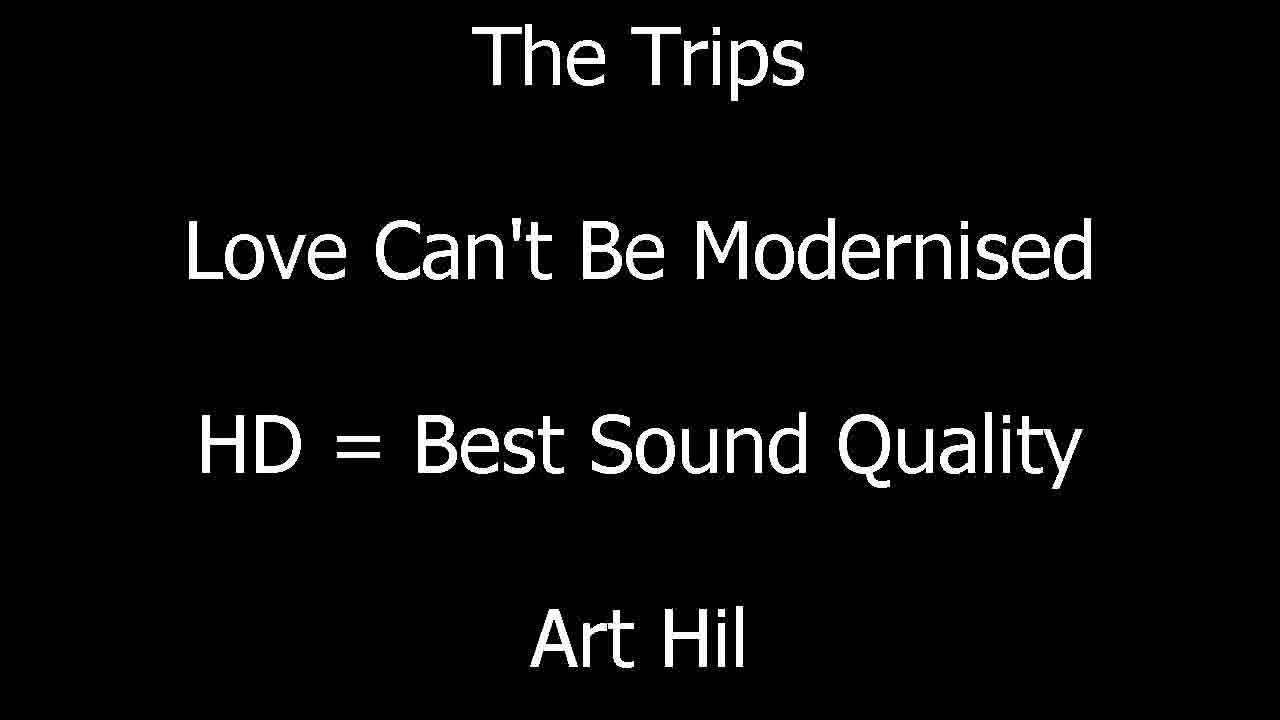 The Trips
Love Can't Be Modernised
HD = Best Sound Quality
Art Hil